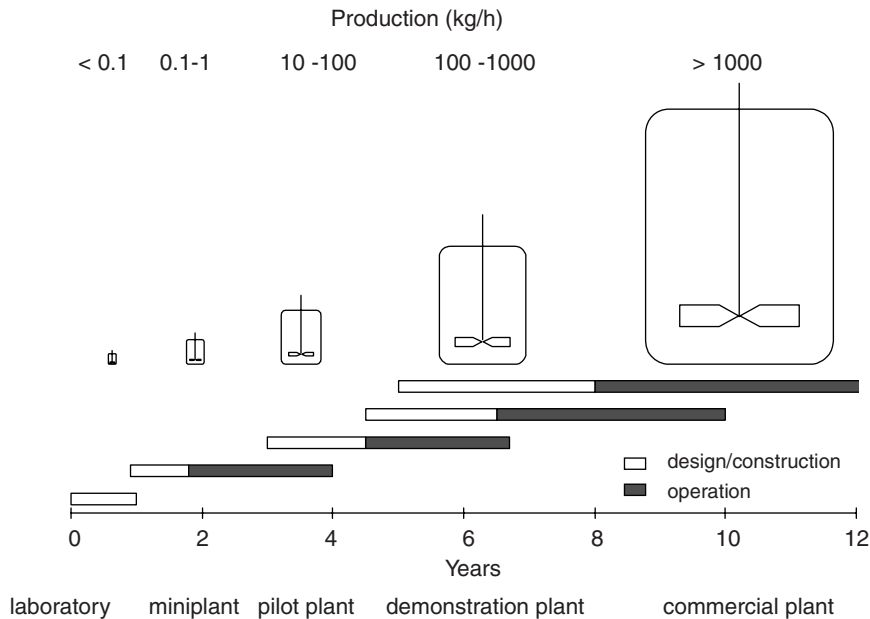 Production (kg/h)
< 0.1 0.1-1 10 -100 100 -1000 > 1000
design/construction
operation
0 2 4 6 8 10 12
Years
laboratory miniplant pilot plant demonstration plant commercial plant